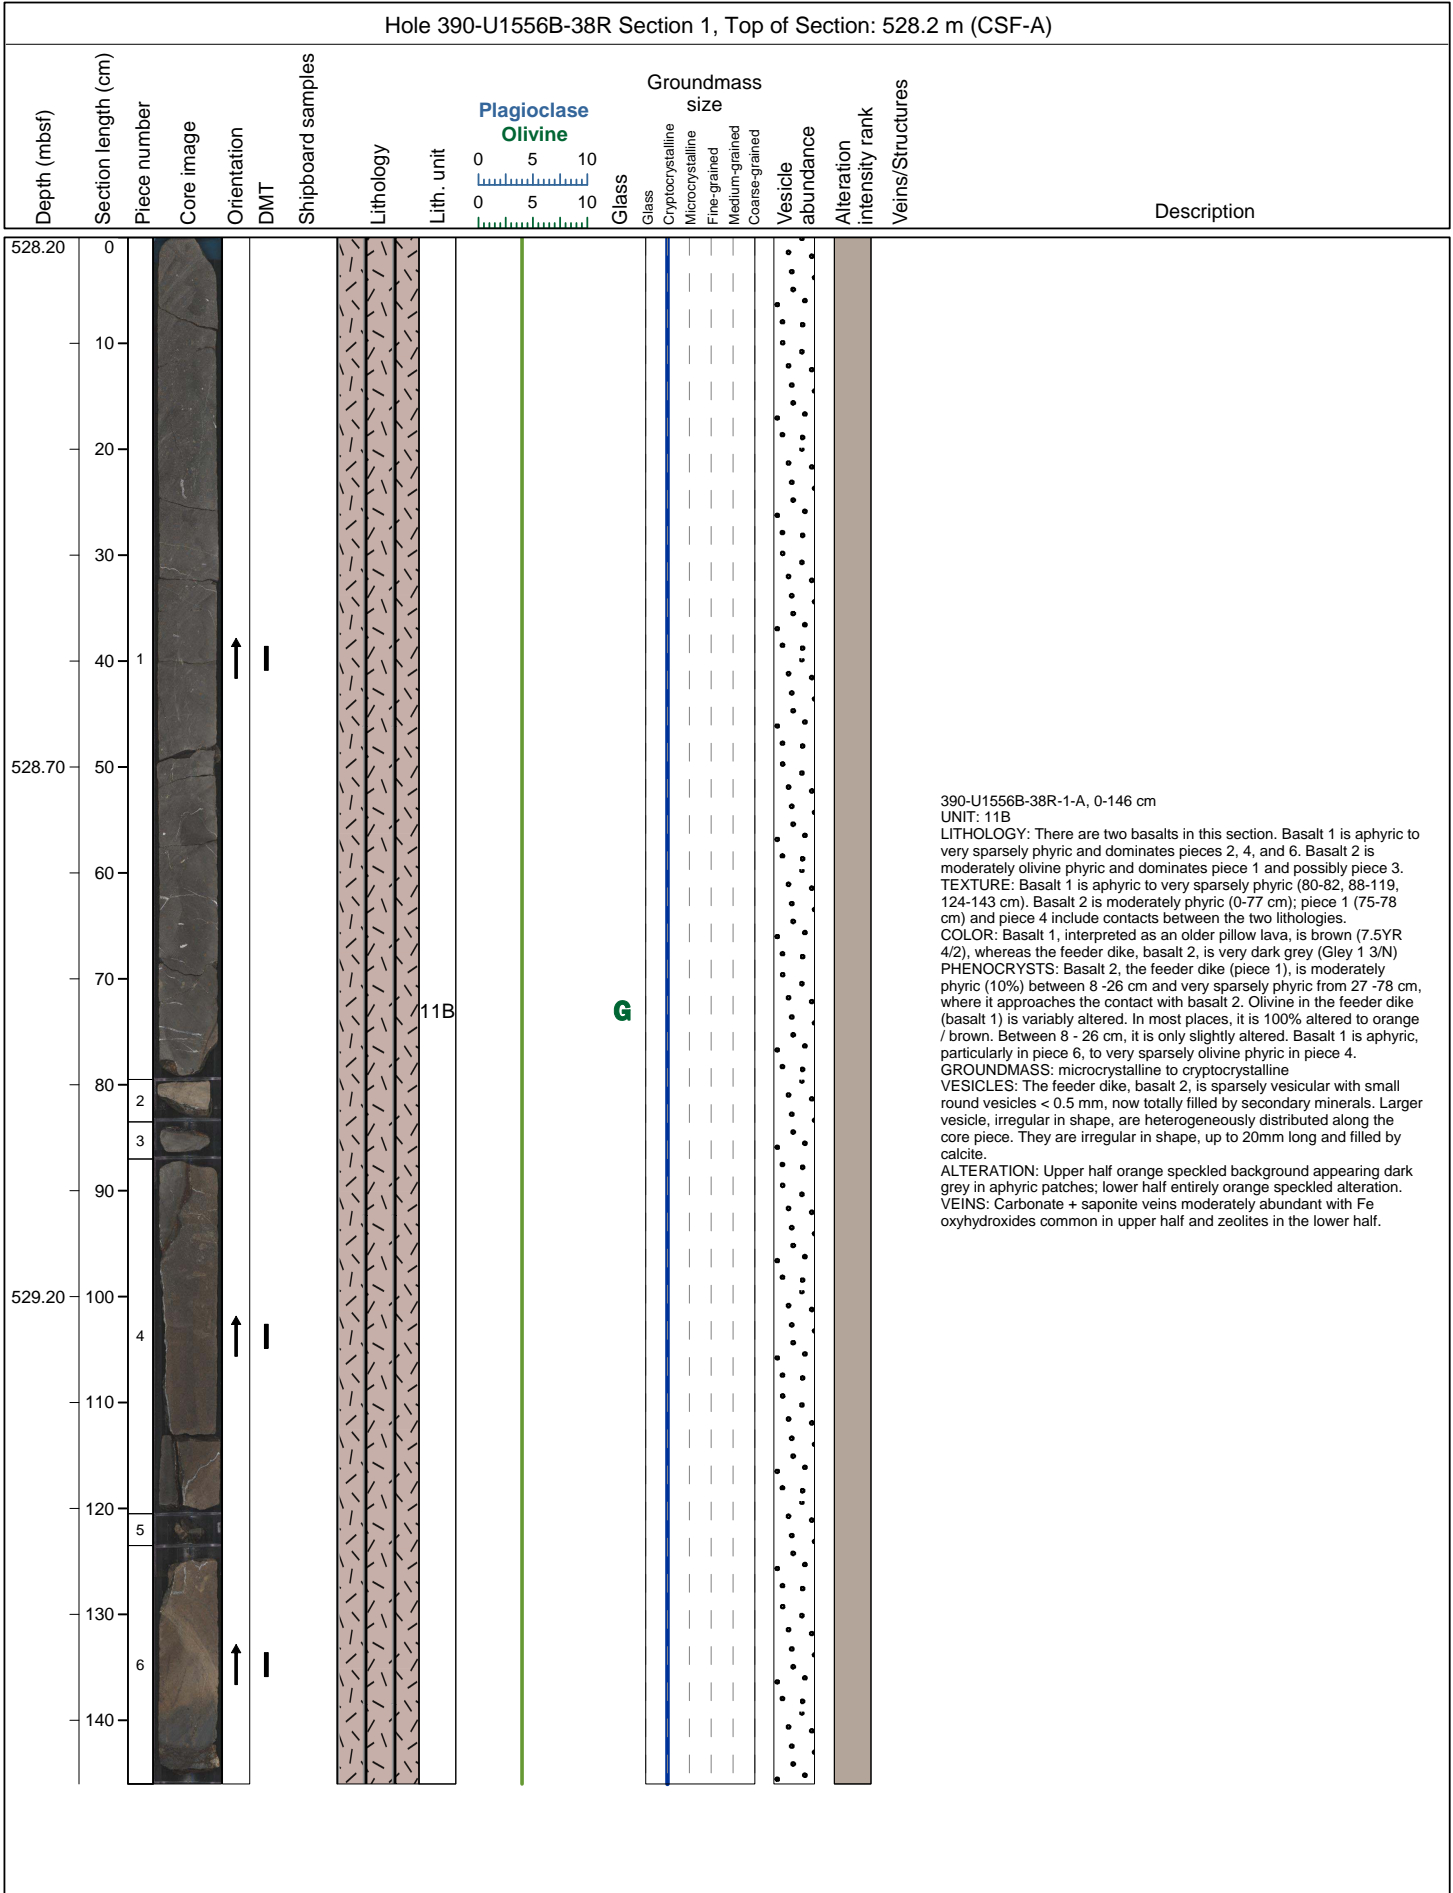 Hole 390-U1556B-38R Section 1, Top of Section: 528.2 m (CSF-A)
Depth (mbsf)
Section length (cm)
Piece number
Core image
Orientation
DMT
Shipboard samples
Lithology
Lith. unit
Plagioclase
Olivine
0 5 10
0 5 10
Glass
Groundmass
size
Glass
Cryptocrystalline
Microcrystalline
Fine-grained
Medium-grained
Coarse-grained
Vesicle
abundance
Alteration
intensity rank
Veins/Structures
Description
528.20
0
10
20
30
40
1
528.70
50
60
70
11B
G
80
2
3
90
529.20
100
4
110
120
5
130
6
140
390-U1556B-38R-1-A, 0-146 cm
UNIT: 11B
LITHOLOGY: There are two basalts in this section. Basalt 1 is aphyric to
very sparsely phyric and dominates pieces 2, 4, and 6. Basalt 2 is
moderately olivine phyric and dominates piece 1 and possibly piece 3.
TEXTURE: Basalt 1 is aphyric to very sparsely phyric (80-82, 88-119,
124-143 cm). Basalt 2 is moderately phyric (0-77 cm); piece 1 (75-78
cm) and piece 4 include contacts between the two lithologies.
COLOR: Basalt 1, interpreted as an older pillow lava, is brown (7.5YR
4/2), whereas the feeder dike, basalt 2, is very dark grey (Gley 1 3/N)
PHENOCRYSTS: Basalt 2, the feeder dike (piece 1), is moderately
phyric (10%) between 8 -26 cm and very sparsely phyric from 27 -78 cm,
where it approaches the contact with basalt 2. Olivine in the feeder dike
(basalt 1) is variably altered. In most places, it is 100% altered to orange
/ brown. Between 8 - 26 cm, it is only slightly altered. Basalt 1 is aphyric,
particularly in piece 6, to very sparsely olivine phyric in piece 4.
GROUNDMASS: microcrystalline to cryptocrystalline
VESICLES: The feeder dike, basalt 2, is sparsely vesicular with small
round vesicles < 0.5 mm, now totally filled by secondary minerals. Larger
vesicle, irregular in shape, are heterogeneously distributed along the
core piece. They are irregular in shape, up to 20mm long and filled by
calcite.
ALTERATION: Upper half orange speckled background appearing dark
grey in aphyric patches; lower half entirely orange speckled alteration.
VEINS: Carbonate + saponite veins moderately abundant with Fe
oxyhydroxides common in upper half and zeolites in the lower half.